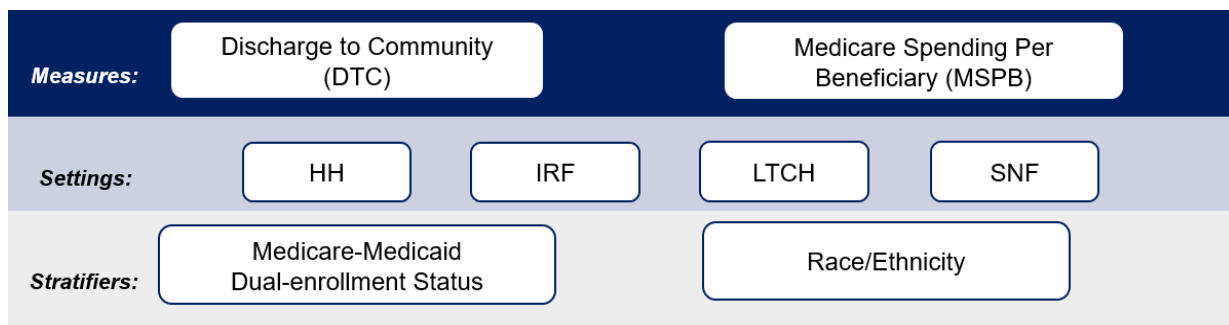 Measures:
Discharge to Community
(DTC)
Medicare Spending Per
Beneficiary (MSPB)
Settings:
HH
IRF
LTCH
SNF
Stratifiers:
Medicare-Medicaid
Dual-enrollment Status
Race/Ethnicity